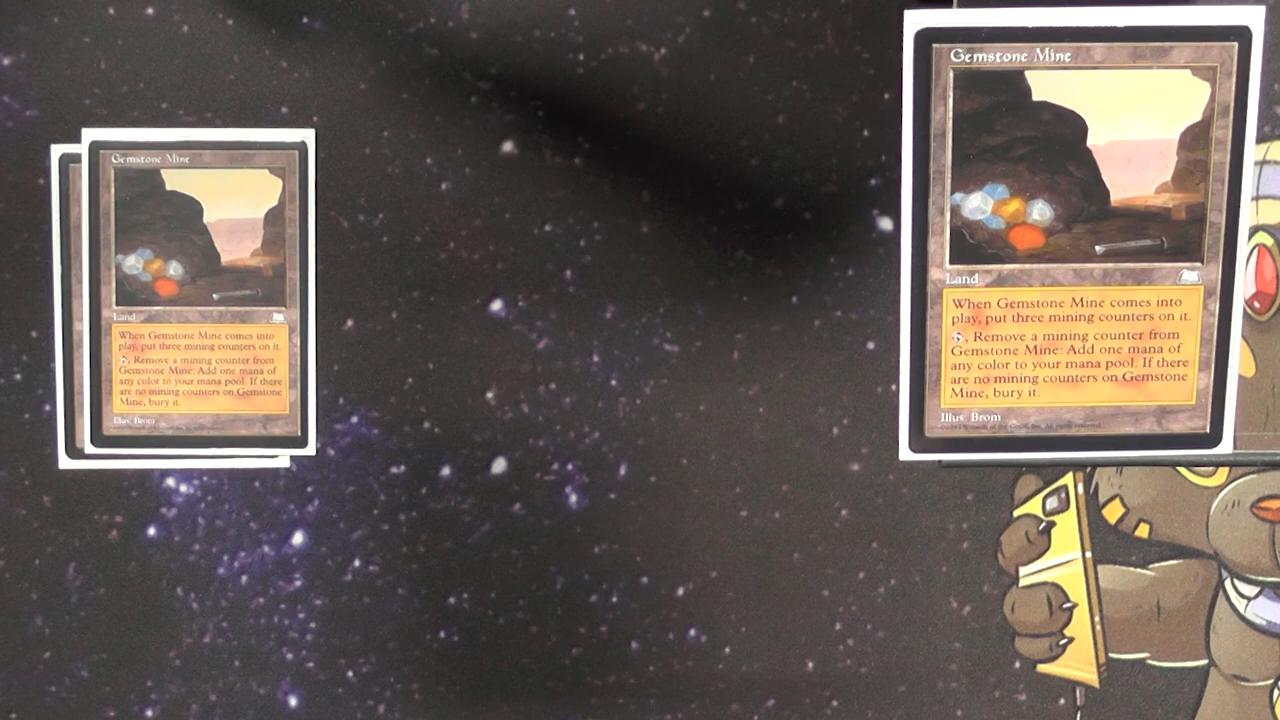 Gemstone Mine
Land
When Gemstone Mine comes into
play, put three mining counters on it.
, Remove a mining counter from
Gemstone Mine: Add one mana of
any color to your mana pool. If there
are no mining counters on Gemstone
Mine, bury it.
Illus. Brom
Gemstone Mine
Land
When Gemstone Mine comes into
play, put three mining counters on it.
, Remove a mining counter from
Gemstone Mine: Add one mana of
any color to your mana pool. If there
are no mining counters on Gemstone
Mine, bury it.
Illus. Brom